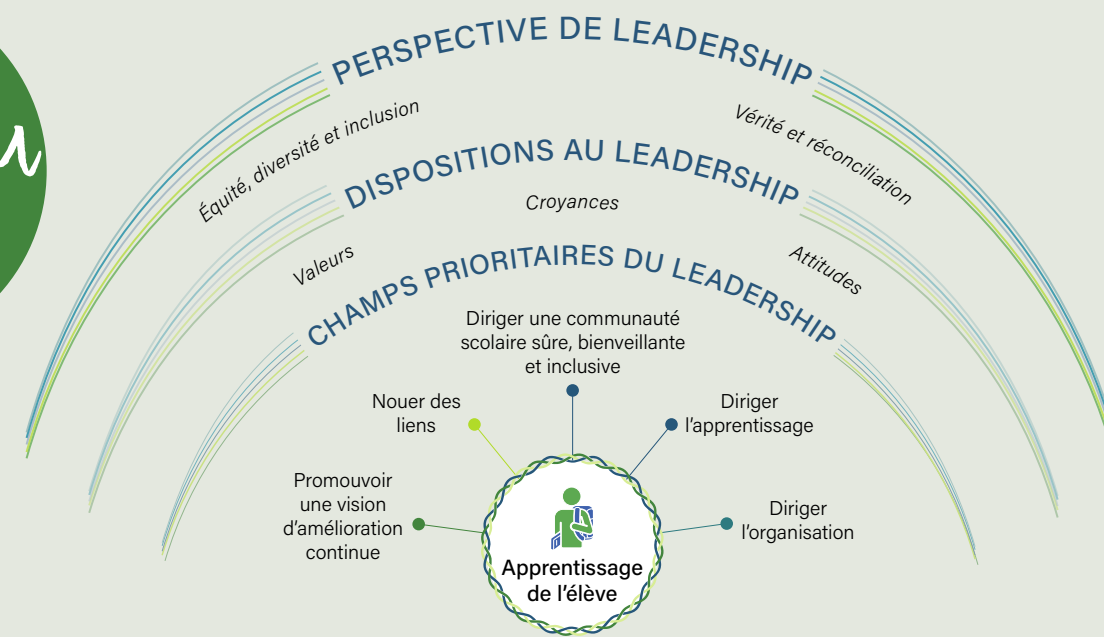 PERSPECTIVE DE LEADERSHIP
Équité, diversité et inclusion
Vérité et réconciliation
DISPOSITIONS AU LEADERSHIP
Valeurs
Croyances
Attitudes
CHAMPS PRIORITAIRES DU LEADERSHIP
Promouvoir
une vision
d'amélioration
continue
Nouer des
liens
Diriger une communauté
scolaire sûre, bienveillante
et inclusive
Diriger
l'apprentissage
Diriger
l'organisation
Apprentissage
de l'élève